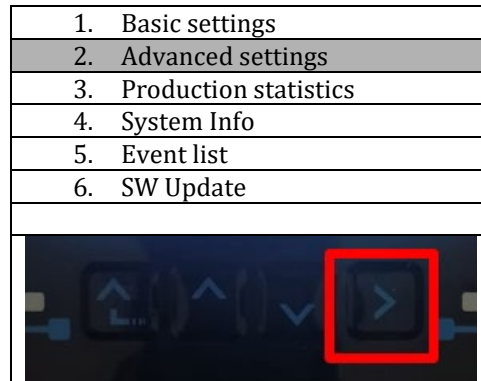 1. Basic settings
2. Advanced settings
3. Production statistics
4. System Info
5. Event list
6. SW Update